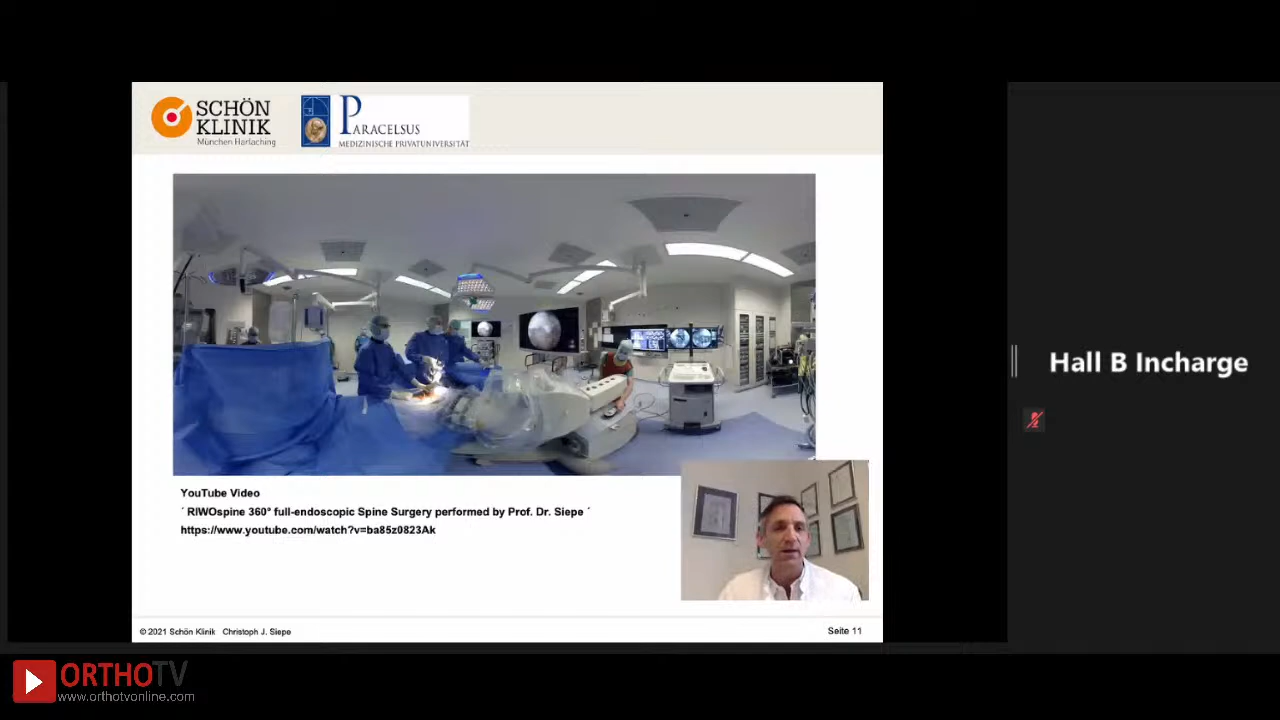 SCHÖN
KLINIK
München Harlaching
PARACELSUS
MEDIZINISCHE PRIVATUNIVERSITÄT
YouTube Video
´ RIWOspine 360° full-endoscopic Spine Surgery performed by Prof. Dr. Siepe ´
https://www.youtube.com/watch?v=ba85z0823Ak
© 2021 Schön Klinik Christoph J. Siepe
Seite 11
Hall B Incharge
ORTHOTV
www.orthotvonline.com